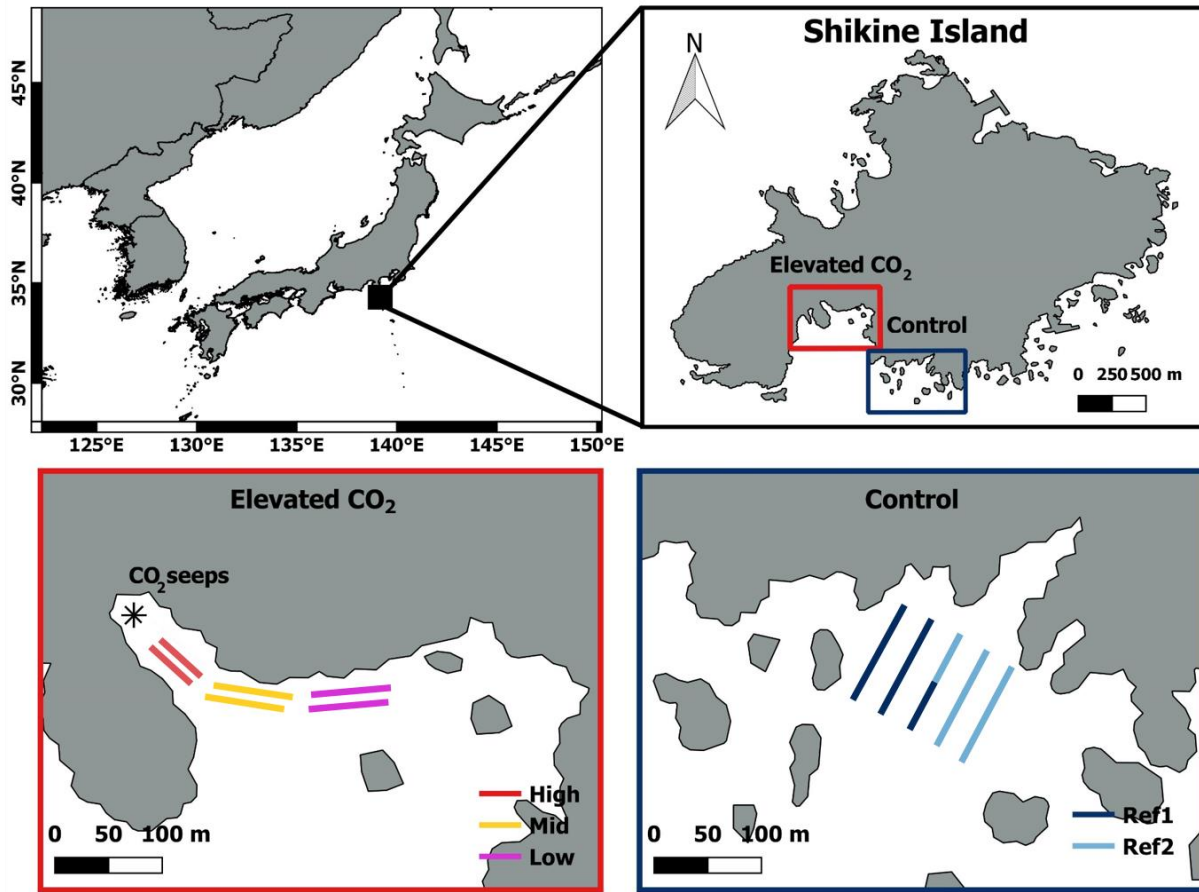 45°N
40°N
35°N
30°N
125°E
130°E
135°E
140°E
145°E
150°E
Shikine Island
N
Elevated CO₂
Control
0 250 500 m
Elevated CO₂
CO₂ seeps
High
Mid
Low
0 50 100 m
Control
Ref1
Ref2
0 50 100 m